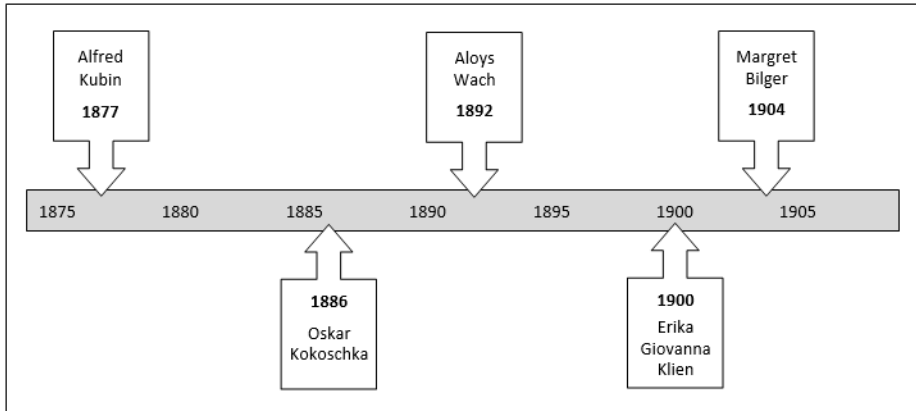 Alfred
Kubin
1877
Aloys
Wach
1892
Margret
Bilger
1904
1875 1880 1885 1890 1895 1900 1905
1886
Oskar
Kokoschka
1900
Erika
Giovanna
Klien